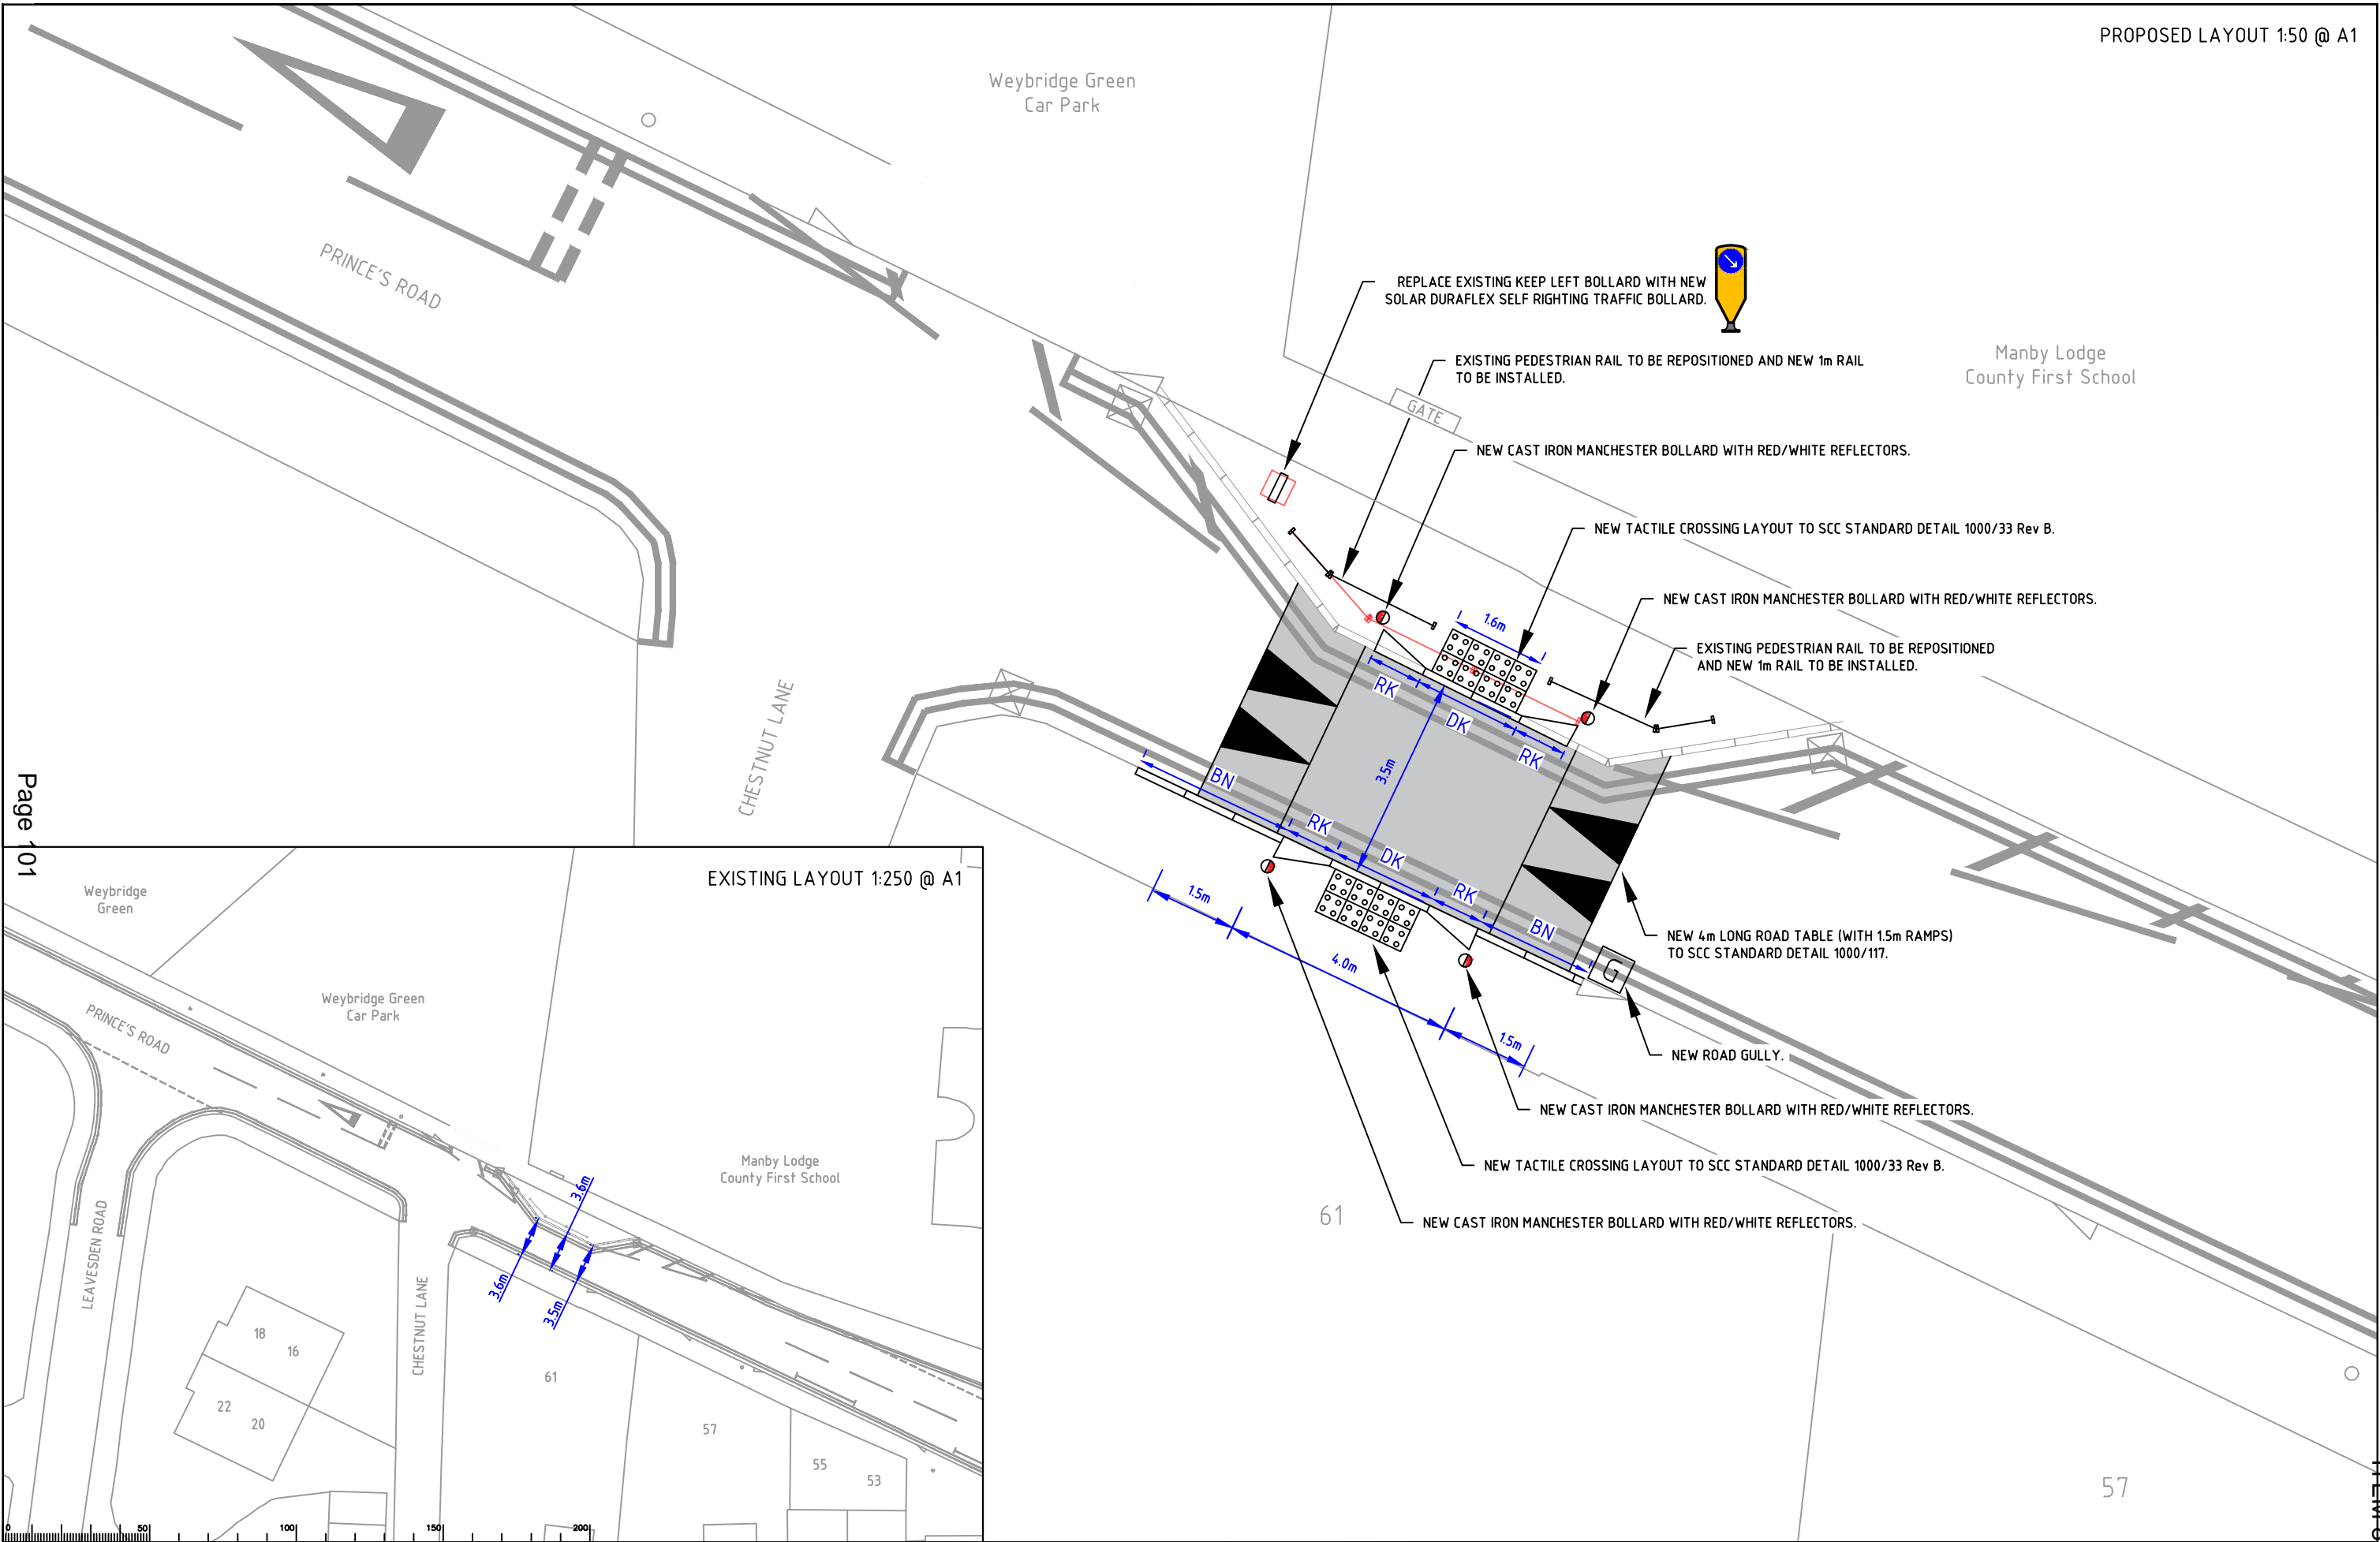 PROPOSED LAYOUT 1:50 @ A1
Weybridge Green
Car Park
PRINCE'S ROAD
REPLACE EXISTING KEEP LEFT BOLLARD WITH NEW
SOLAR DURAFLEX SELF RIGHTING TRAFFIC BOLLARD.
EXISTING PEDESTRIAN RAIL TO BE REPOSITIONED AND NEW 1m RAIL
TO BE INSTALLED.
Manby Lodge
County First School
GATE
NEW CAST IRON MANCHESTER BOLLARD WITH RED/WHITE REFLECTORS.
NEW TACTILE CROSSING LAYOUT TO SCC STANDARD DETAIL 1000/33 Rev B.
NEW CAST IRON MANCHESTER BOLLARD WITH RED/WHITE REFLECTORS.
1.6m
EXISTING PEDESTRIAN RAIL TO BE REPOSITIONED
AND NEW 1m RAIL TO BE INSTALLED.
RK
DK
RK
3.5m
CHESTNUT LANE
BN
RK
DK
RK
BN
1.5m
4.0m
1.5m
NEW 4m LONG ROAD TABLE (WITH 1.5m RAMPS)
TO SCC STANDARD DETAIL 1000/117.
G
NEW ROAD GULLY.
NEW CAST IRON MANCHESTER BOLLARD WITH RED/WHITE REFLECTORS.
NEW TACTILE CROSSING LAYOUT TO SCC STANDARD DETAIL 1000/33 Rev B.
NEW CAST IRON MANCHESTER BOLLARD WITH RED/WHITE REFLECTORS.
61
57
Page 101
EXISTING LAYOUT 1:250 @ A1
Weybridge
Green
Weybridge Green
Car Park
PRINCE'S ROAD
Manby Lodge
County First School
3.6m
3.6m
3.5m
LEAVESDEN ROAD
CHESTNUT LANE
18
16
22
20
61
57
55
53
0 50 100 150 200